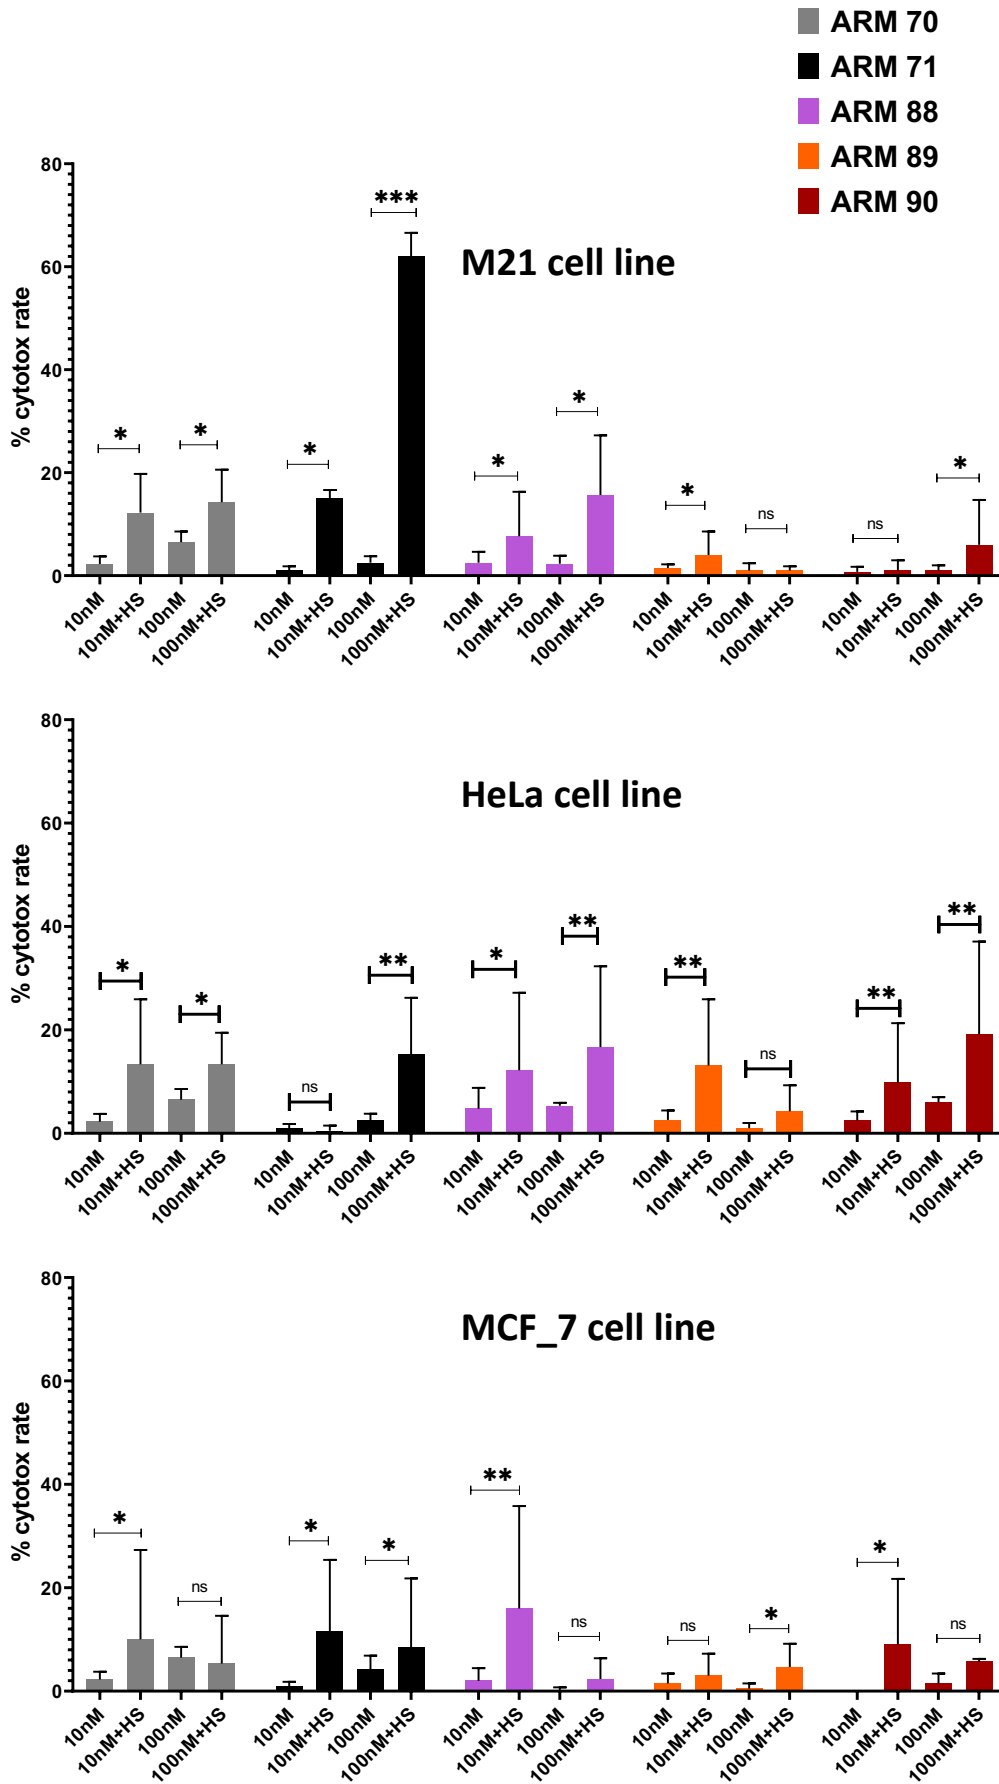 ARM 70
ARM 71
ARM 88
ARM 89
ARM 90
M21 cell line
% cytotox rate
80
60
40
20
0
* * * *** * * * ns ns *
10nM 10nM+HS 100nM 100nM+HS 10nM 10nM+HS 100nM 100nM+HS 10nM 10nM+HS 100nM 100nM+HS 10nM 10nM+HS 100nM 100nM+HS 10nM 10nM+HS 100nM 100nM+HS
HeLa cell line
% cytotox rate
80
60
40
20
0
* * ns ** * ** ** ns ** **
10nM 10nM+HS 100nM 100nM+HS 10nM 10nM+HS 100nM 100nM+HS 10nM 10nM+HS 100nM 100nM+HS 10nM 10nM+HS 100nM 100nM+HS 10nM 10nM+HS 100nM 100nM+HS
MCF_7 cell line
% cytotox rate
80
60
40
20
0
* ns * * ** ns ns * * ns
10nM 10nM+HS 100nM 100nM+HS 10nM 10nM+HS 100nM 100nM+HS 10nM 10nM+HS 100nM 100nM+HS 10nM 10nM+HS 100nM 100nM+HS 10nM 10nM+HS 100nM 100nM+HS